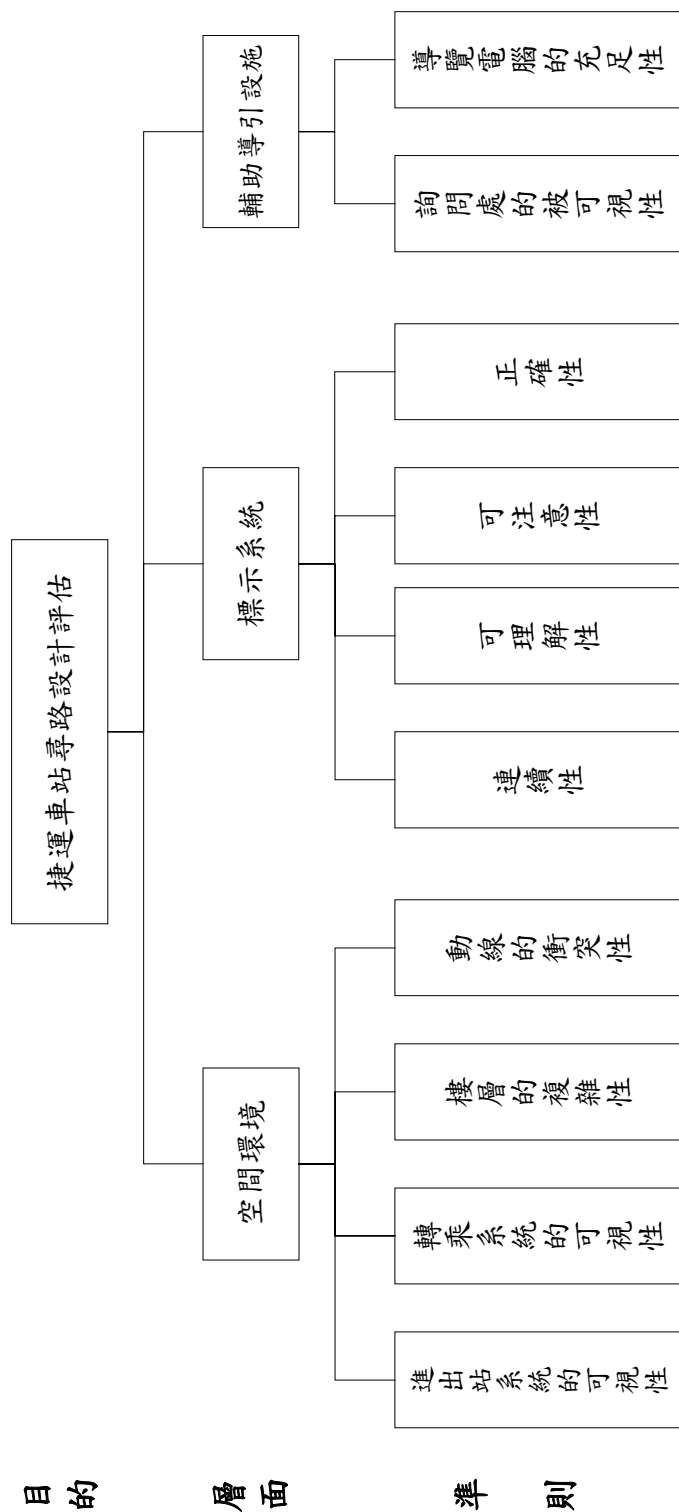 目的
捷運車站尋路設計評估
層面
空間環境
標示系統
輔助導引設施
準則
進出站系統的可視性
轉乘系統的可視性
樓層的複雜性
動線的衝突性
連續性
可理解性
可注意性
正確性
詢問處的被可視性
導覽電腦的充足性